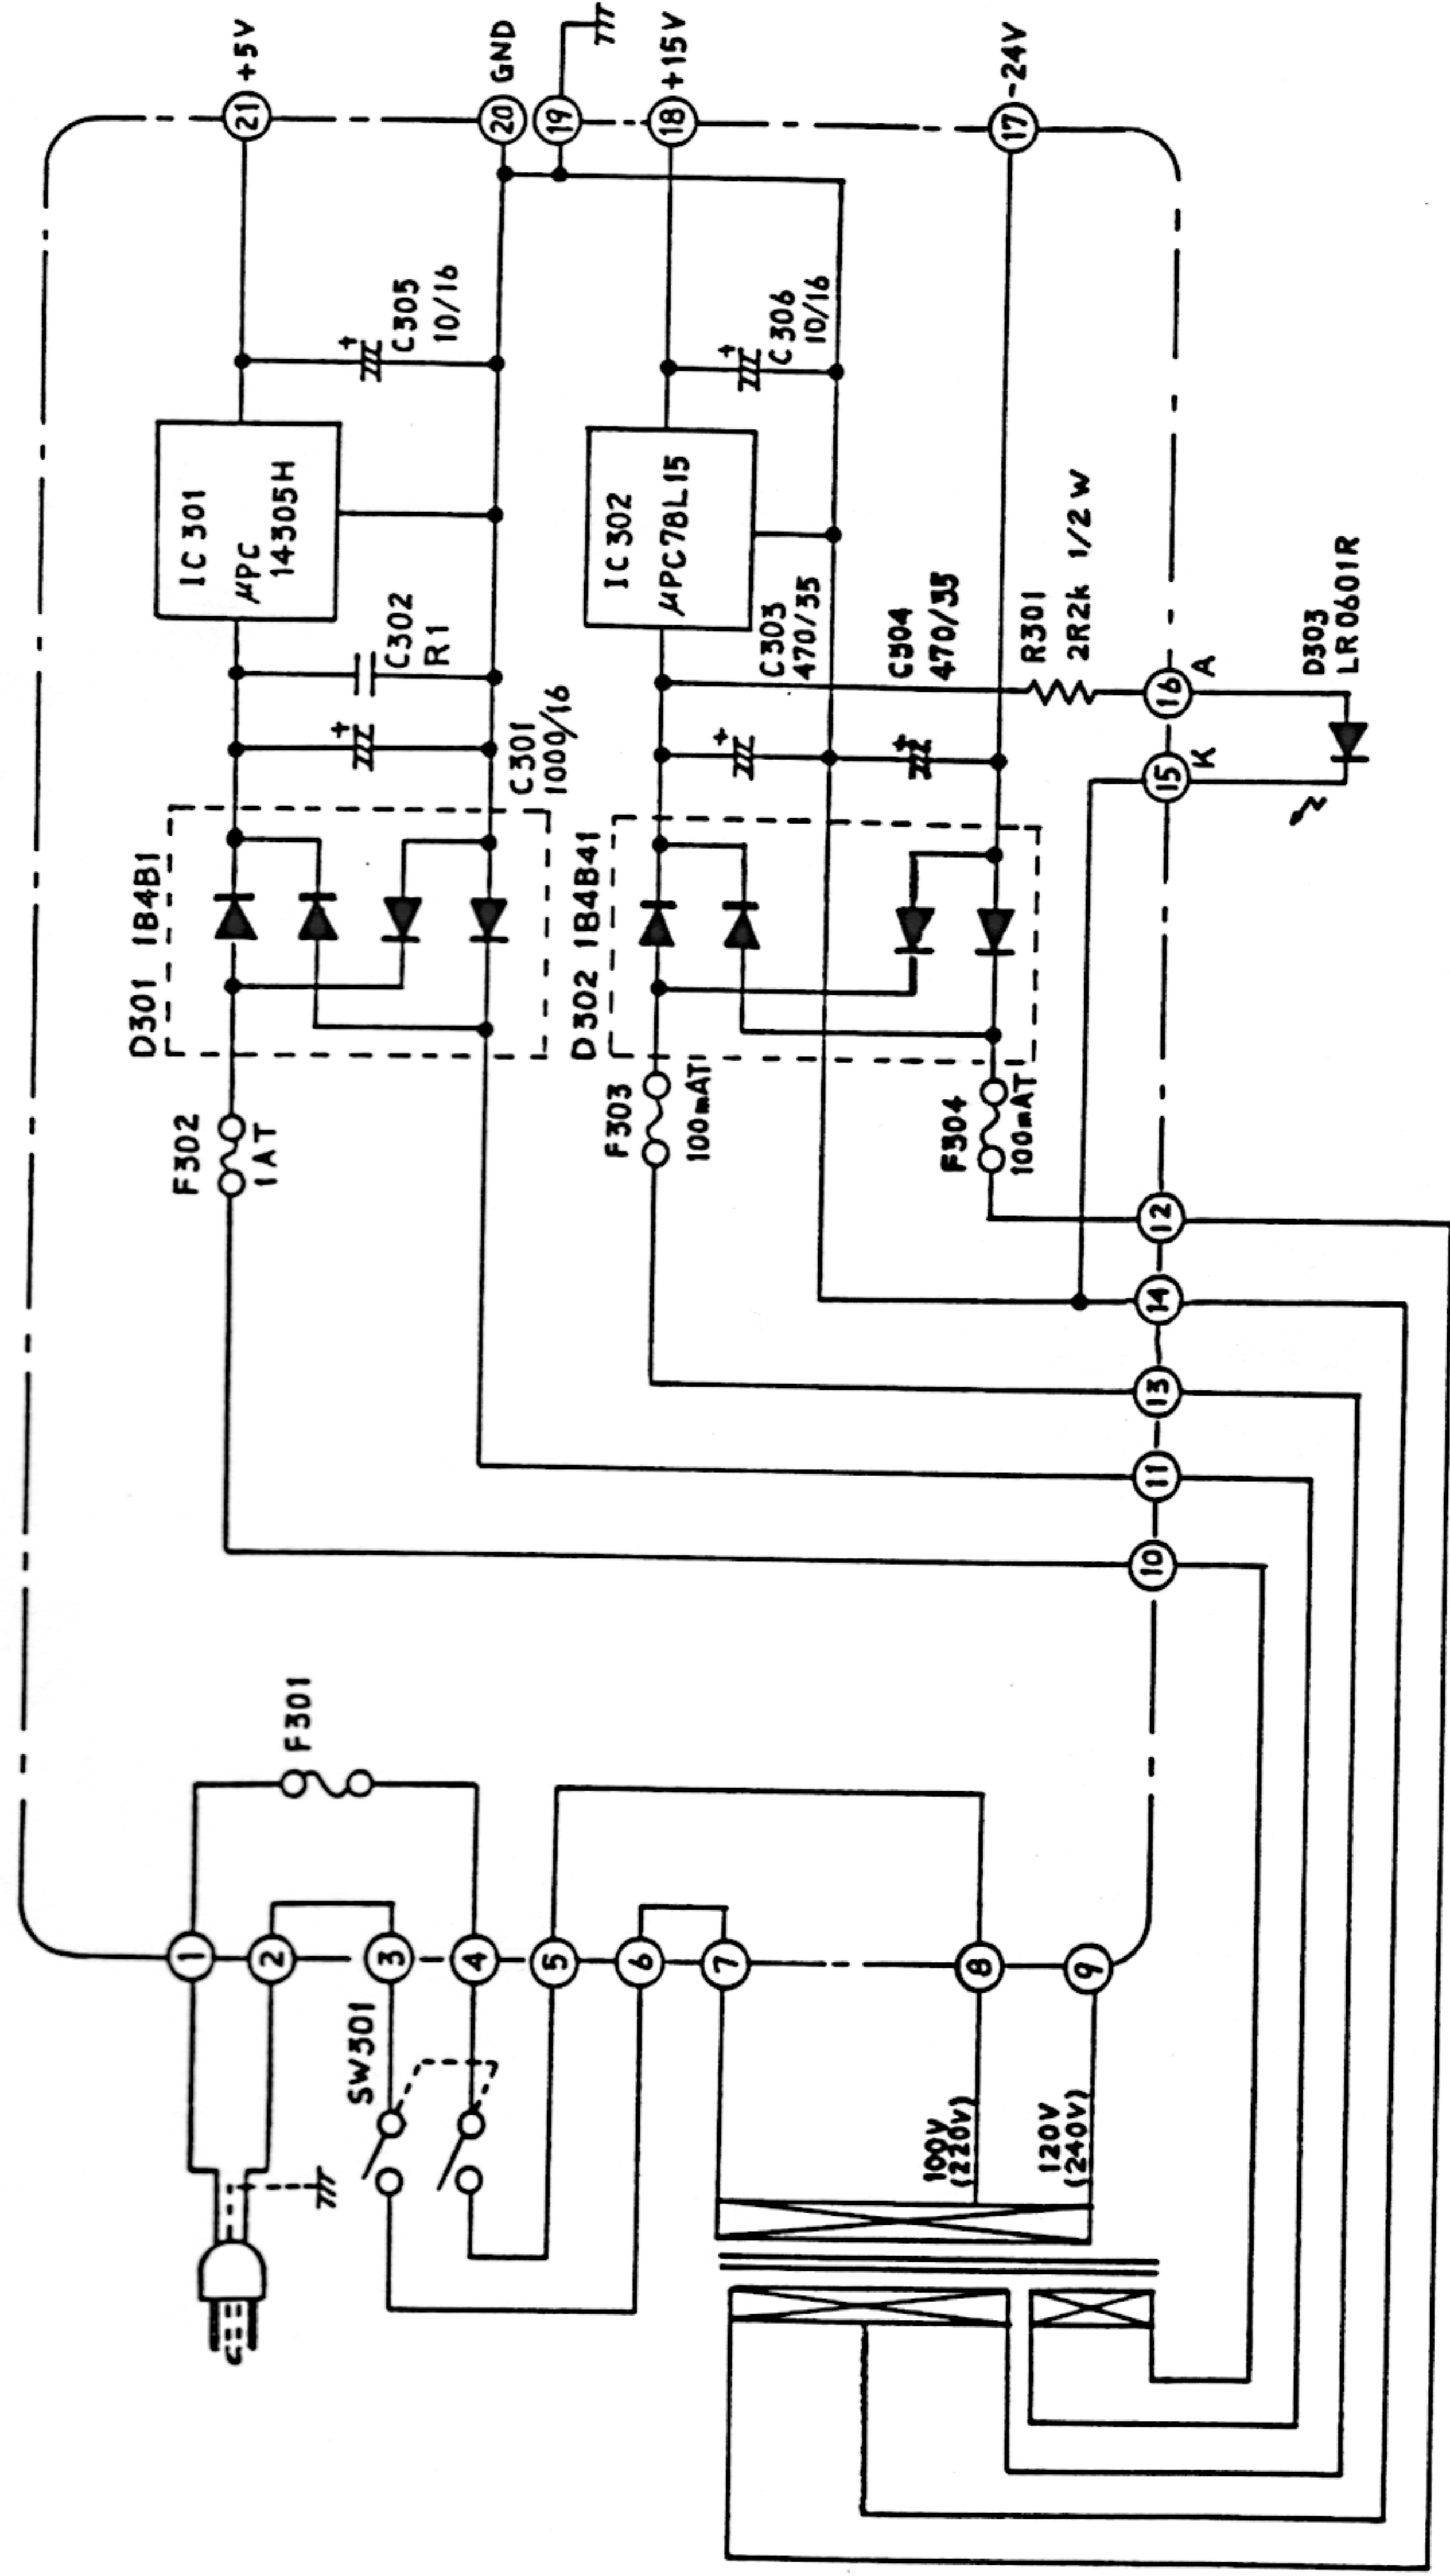 F301
1
2
3
4
5
6
7
8
9
SW301
100V
(220V)
120V
(240V)
F302
1AT
D301 1B4B1
C301
1000/16
C302
R1
IC301
μPC
14305H
C305
10/16
21
+5V
20
GND
19
18
+15V
17
-24V
F303
100mAT
F304
100mAT
D302 1B4B41
C303
470/35
C304
470/35
IC302
μPC78L15
C306
10/16
R301
2R2k 1/2W
10
11
13
14
12
15
K
16
A
D303
LR0601R